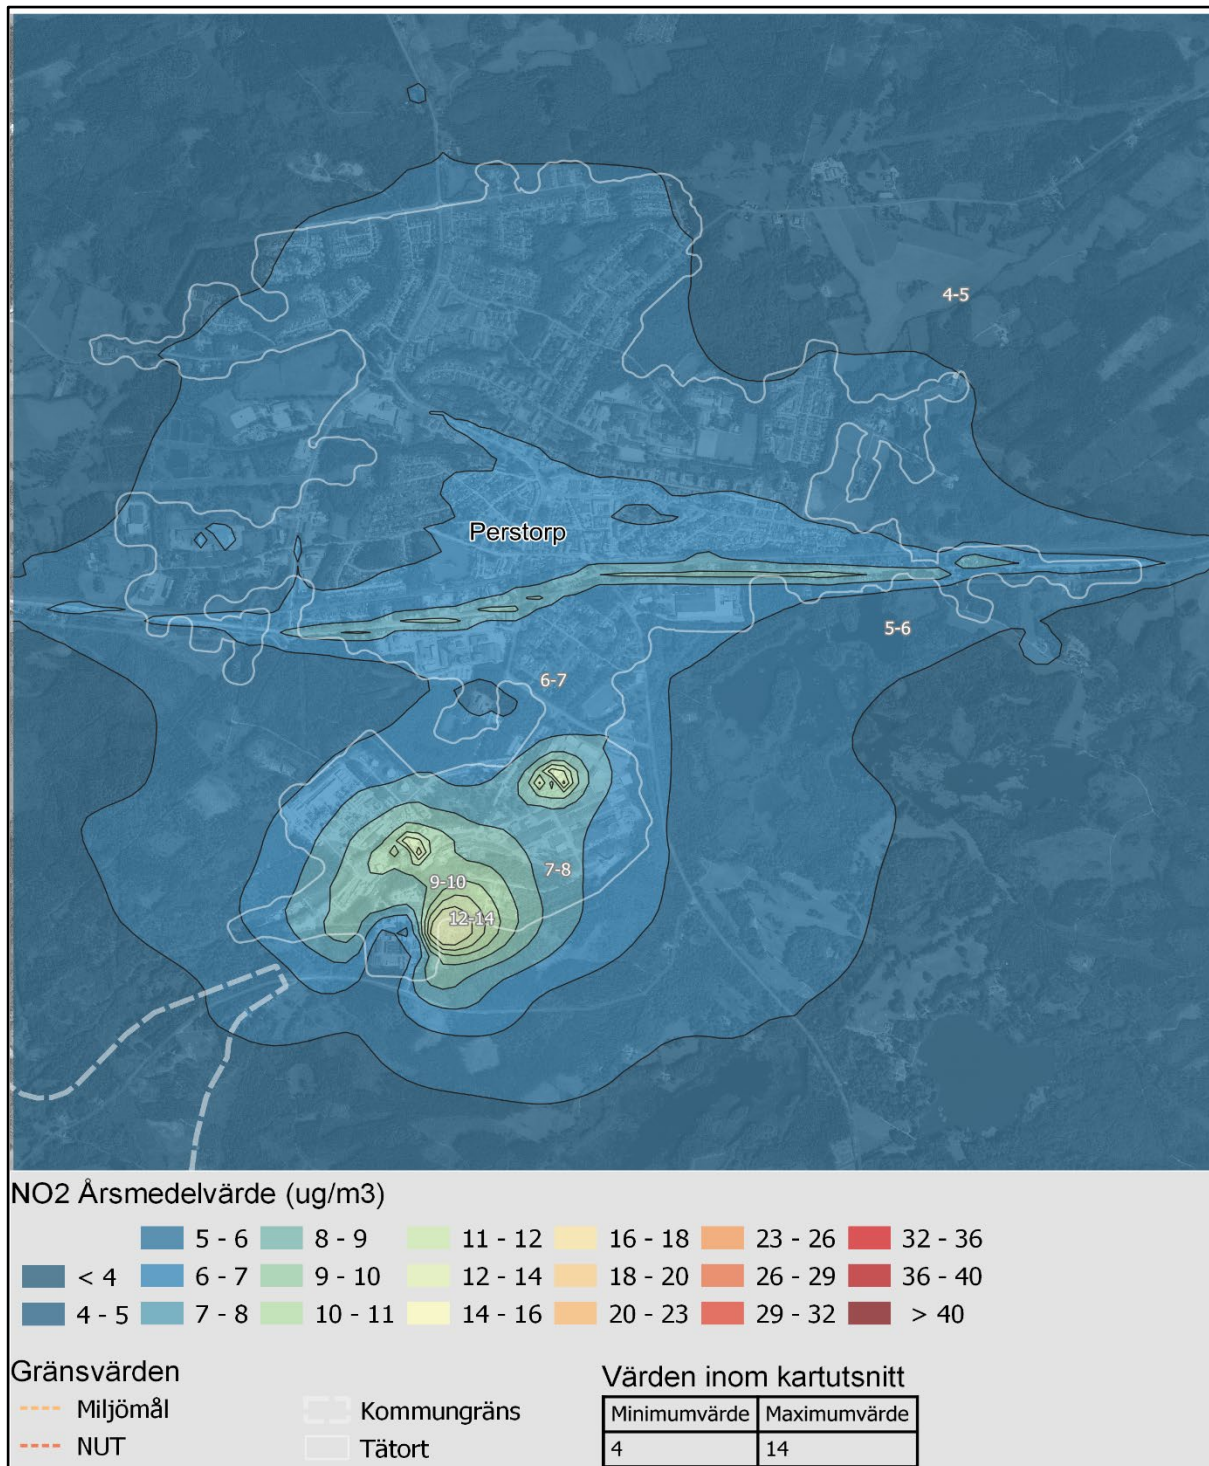 4-5
Perstorp
5-6
6-7
7-8
9-10
12-14
NO2 Årsmedelvärde (ug/m3)
5 - 6 8 - 9 11 - 12 16 - 18 23 - 26 32 - 36
< 4 6 - 7 9 - 10 12 - 14 18 - 20 26 - 29 36 - 40
4 - 5 7 - 8 10 - 11 14 - 16 20 - 23 29 - 32 > 40
Gränsvärden
Miljömål
NUT
Kommungräns
Tätort
Värden inom kartutsnitt
Minimumvärde Maximumvärde
4 14